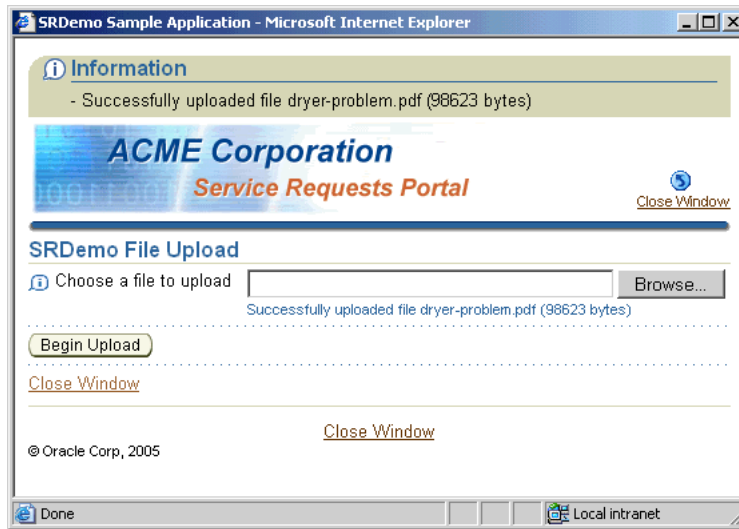 SRDemo Sample Application - Microsoft Internet Explorer
Information
- Successfully uploaded file dryer-problem.pdf (98623 bytes)
ACME Corporation
Service Requests Portal
Close Window
SRDemo File Upload
Choose a file to upload
Browse...
Successfully uploaded file dryer-problem.pdf (98623 bytes)
Begin Upload
Close Window
Close Window
© Oracle Corp, 2005
Done
Local intranet